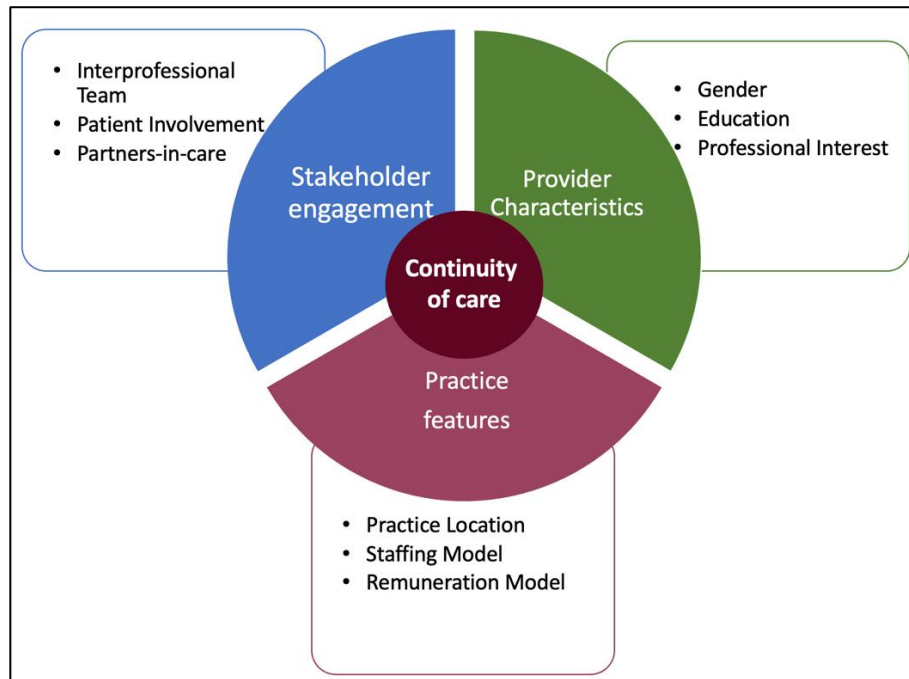 • Interprofessional
Team
• Patient Involvement
• Partners-in-care
• Gender
• Education
• Professional Interest
Stakeholder
engagement
Provider
Characteristics
Continuity
of care
Practice
features
• Practice Location
• Staffing Model
• Remuneration Model